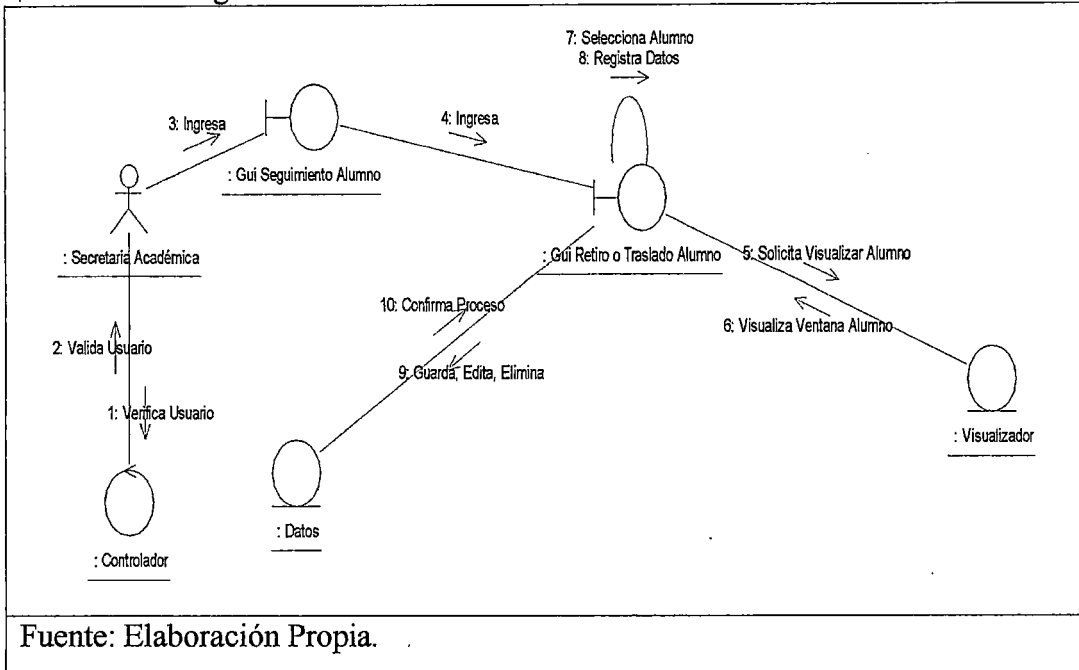 7: Selecciona Alumno
8: Registra Datos
3: Ingresa
4: Ingresa
: Gui Seguimiento Alumno
: Secretaria Académica
: Gui Retiro o Traslado Alumno
5: Solicita Visualizar Alumno
10: Confirma Proceso
6: Visualiza Ventana Alumno
2: Valida Usuario
9: Guarda, Edita, Elimina
1: Verifica Usuario
: Visualizador
: Datos
: Controlador
Fuente: Elaboración Propia.